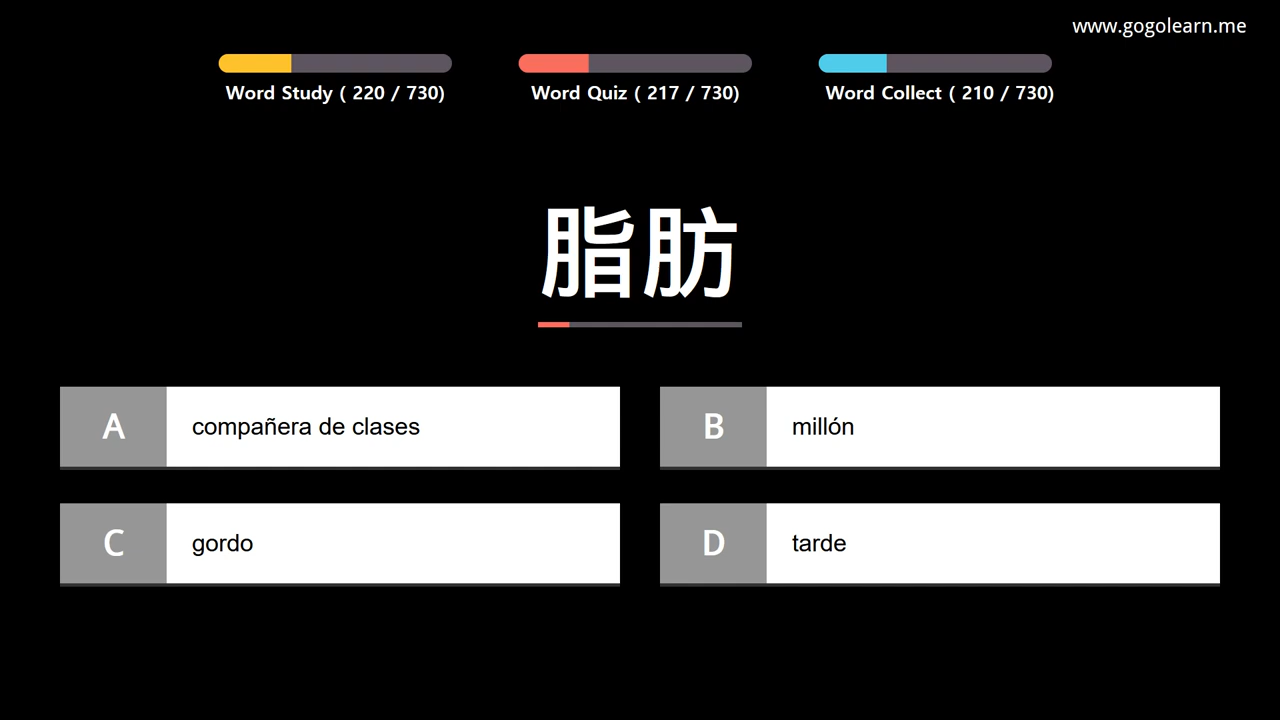 www.gogolearn.me
Word Study ( 220 / 730)
Word Quiz ( 217 / 730)
Word Collect ( 210 / 730)
脂肪
A compañera de clases
B millón
C gordo
D tarde